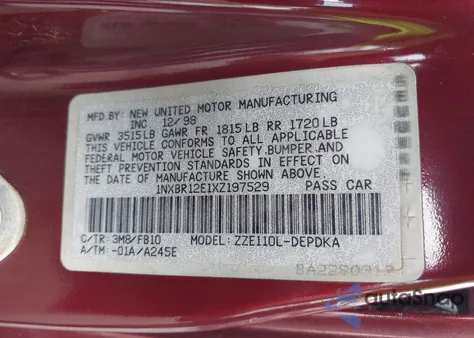 MFD.BY: NEW UNITED MOTOR MANUFACTURING
INC 12/98
GVWR 3515LB GAWR FR 1815LB RR 1720LB
THIS VEHICLE CONFORMS TO ALL APPLICABLE
FEDERAL MOTOR VEHICLE SAFETY,BUMPER,AND
THEFT PREVENTION STANDARDS IN EFFECT ON
THE DATE OF MANUFACTURE SHOWN ABOVE.
1NXBR12E1XZ197529 PASS CAR
C/TR: 3M8/FB10 MODEL: ZZE110L-DEPDKA
A/TM: -01A/A245E
autoSnap